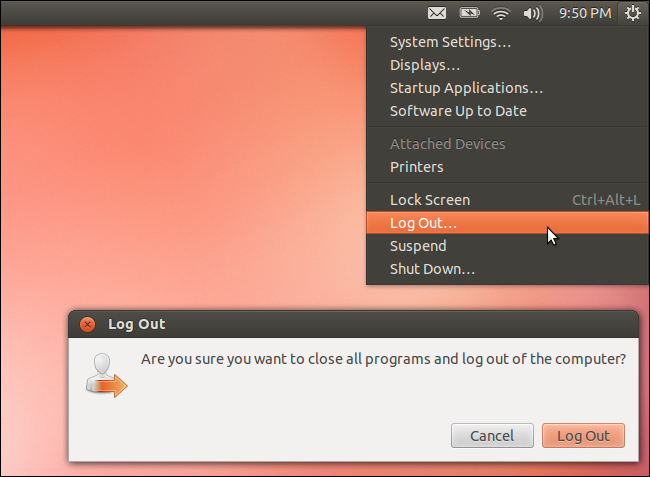 9:50 PM
System Settings...
Displays...
Startup Applications...
Software Up to Date
Attached Devices
Printers
Lock Screen Ctrl+Alt+L
Log Out...
Suspend
Shut Down...
Log Out
Are you sure you want to close all programs and log out of the computer?
Cancel Log Out